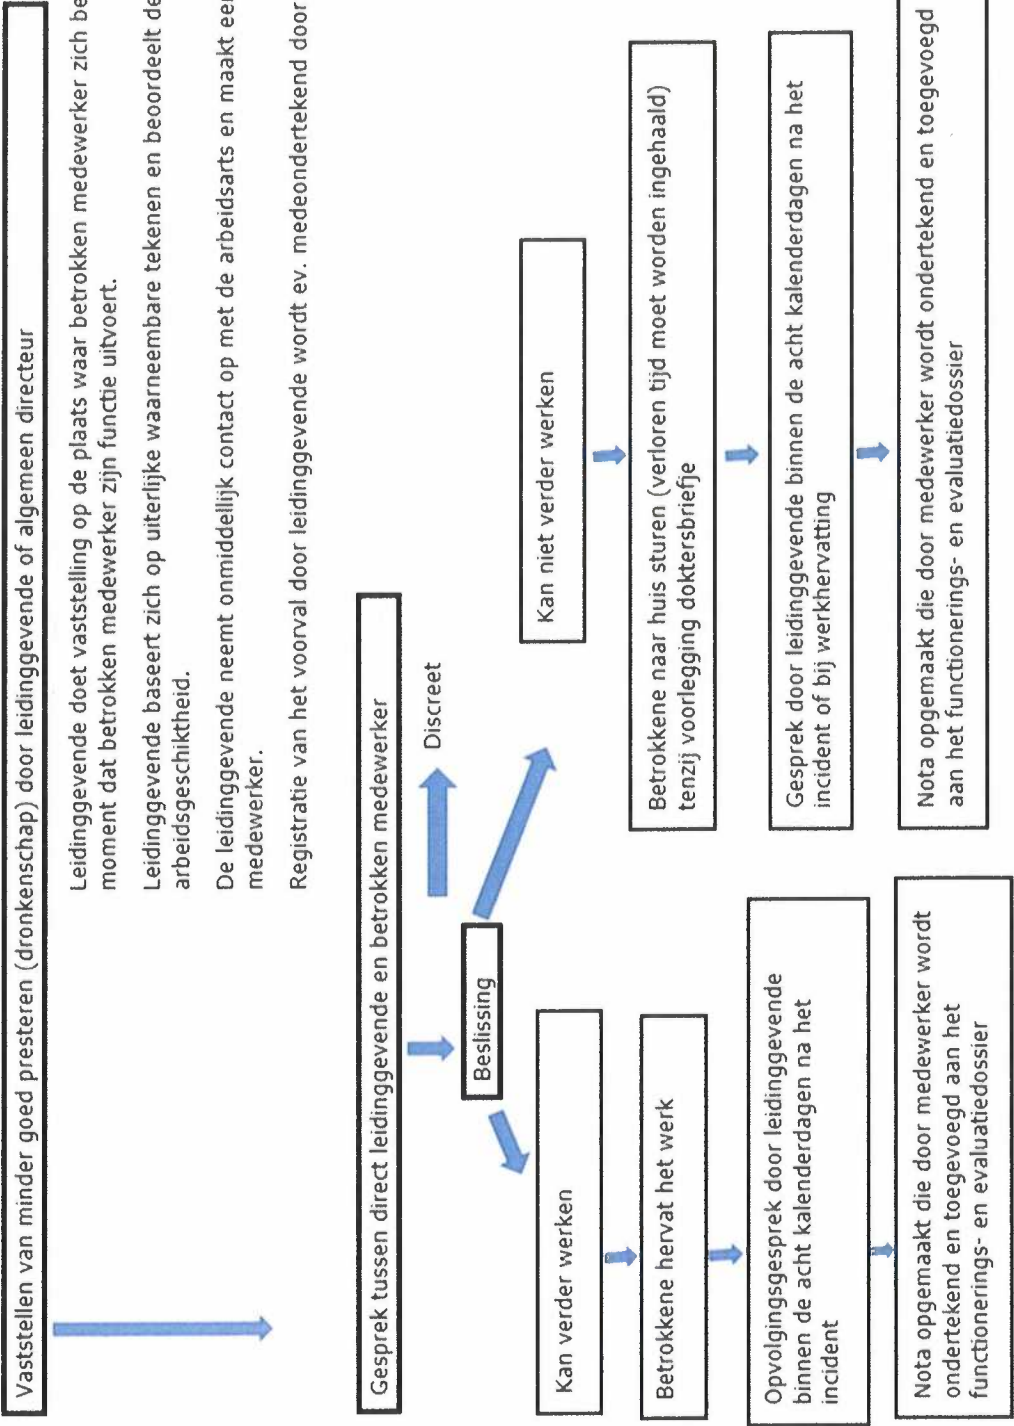 Vaststellen van minder goed presteren (dronkenschap) door leidinggevende of algemeen directeur
Leidinggevende doet vaststelling op de plaats waar betrokken medewerker zich be
moment dat betrokken medewerker zijn functie uitvoert.
Leidinggevende baseert zich op uiterlijke waarneembare tekenen en beoordeelt de
arbeidsgeschiktheid.
De leidinggevende neemt onmiddellijk contact op met de arbeidsarts en maakt een
medewerker.
Registratie van het voorval door leidinggevende wordt ev. medeondertekend door
Gesprek tussen direct leidinggevende en betrokken medewerker
Discreet
Beslissing
Kan verder werken
Betrokkene hervat het werk
Opvolgingsgesprek door leidinggevende
binnen de acht kalenderdagen na het
incident
Nota opgemaakt die door medewerker wordt
ondertekend en toegevoegd aan het
functionerings- en evaluatiedossier
Kan niet verder werken
Betrokkene naar huis sturen (verloren tijd moet worden ingehaald)
tenzij voorlegging doktersbriefje
Gesprek door leidinggevende binnen de acht kalenderdagen na het
incident of bij werkhervatting
Nota opgemaakt die door medewerker wordt ondertekend en toegevoegd
aan het functionerings- en evaluatiedossier